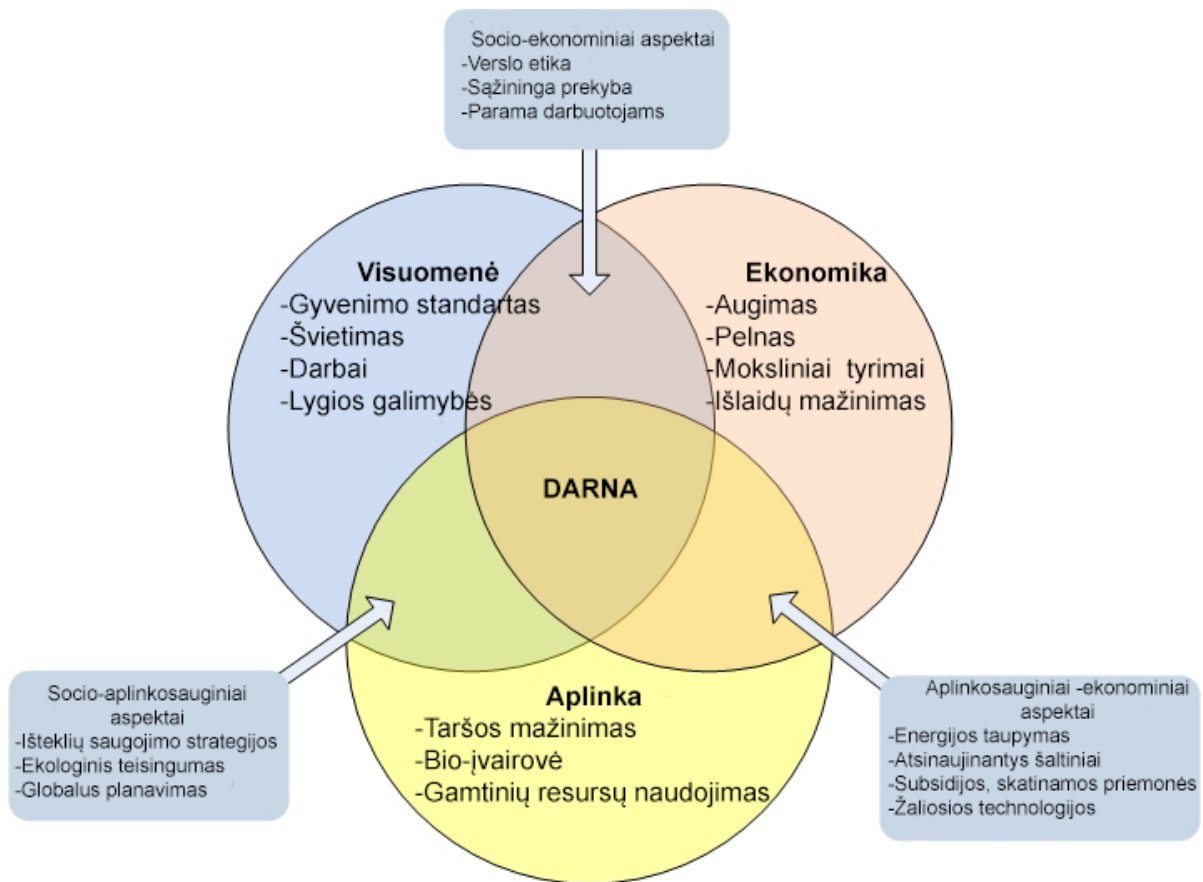 Socio-ekonominiai aspektai
-Verslo etika
-Sąžininga prekyba
-Parama darbuotojams
Visuomenė
-Gyvenimo standartas
-Švietimas
-Darbai
-Lygios galimybės
Ekonomika
-Augimas
-Pelnas
-Moksliniai tyrimai
-Išlaidų mažinimas
DARNA
Socio-aplinkosauginiai
aspektai
-Išteklių saugojimo strategijos
-Ekologinis teisingumas
-Globalus planavimas
Aplinka
-Taršos mažinimas
-Bio-įvairovė
-Gamtinių resursų naudojimas
Aplinkosauginiai -ekonominiai
aspektai
-Energijos taupymas
-Atsinaujinantys šaltiniai
-Subsidijos, skatinamos priemonės
-Žaliosios technologijos